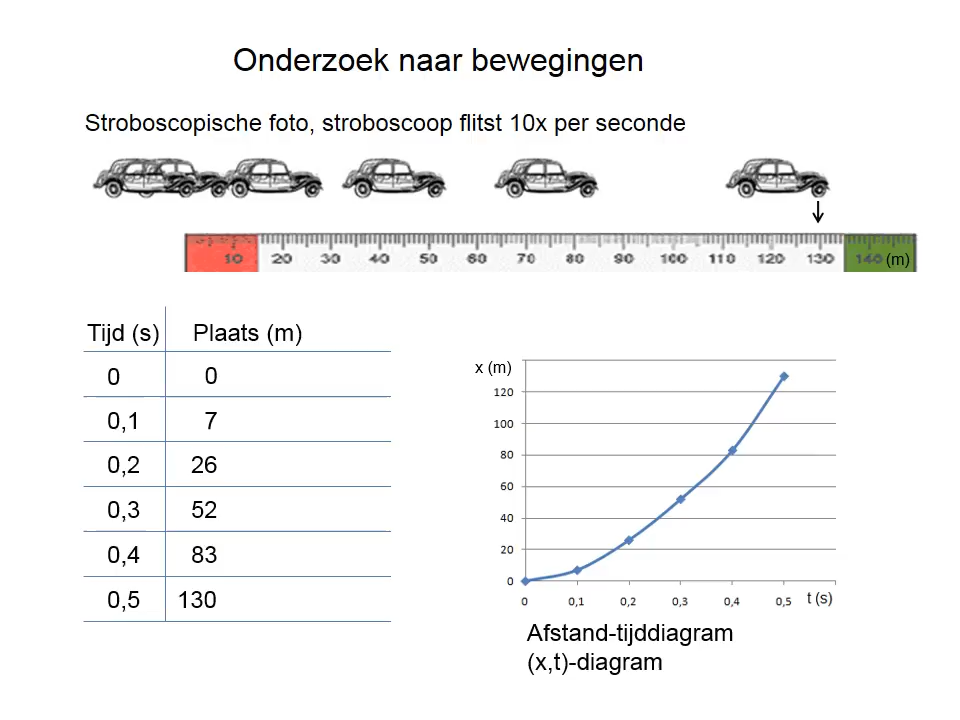 Onderzoek naar bewegingen
Stroboscopische foto, stroboscoop flitst 10x per seconde
10 20 30 40 50 60 70 80 90 100 110 120 130 140 (m)
Tijd (s) Plaats (m)
0 0
0,1 7
0,2 26
0,3 52
0,4 83
0,5 130
x (m)
120
100
80
60
40
20
0
0 0,1 0,2 0,3 0,4 0,5 t (s)
Afstand-tijddiagram
(x,t)-diagram